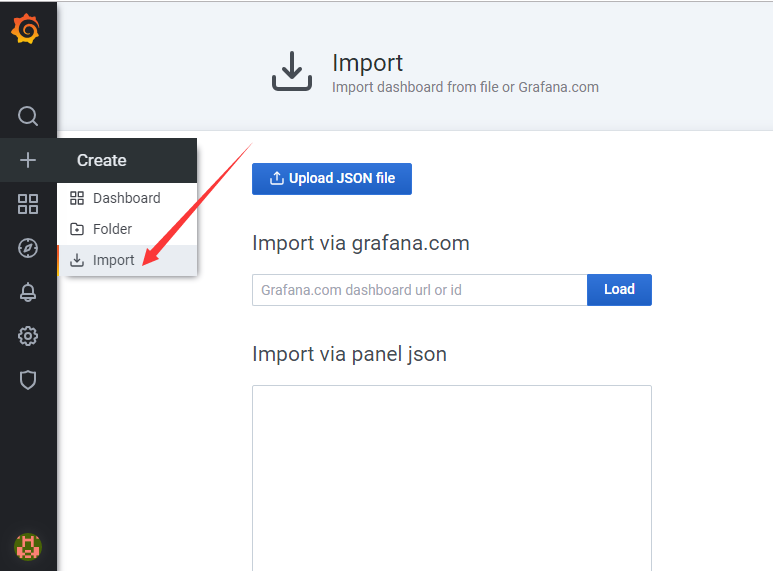 Import
Import dashboard from file or Grafana.com
Create
Dashboard
Folder
Import
Upload JSON file
Import via grafana.com
Grafana.com dashboard url or id
Load
Import via panel json